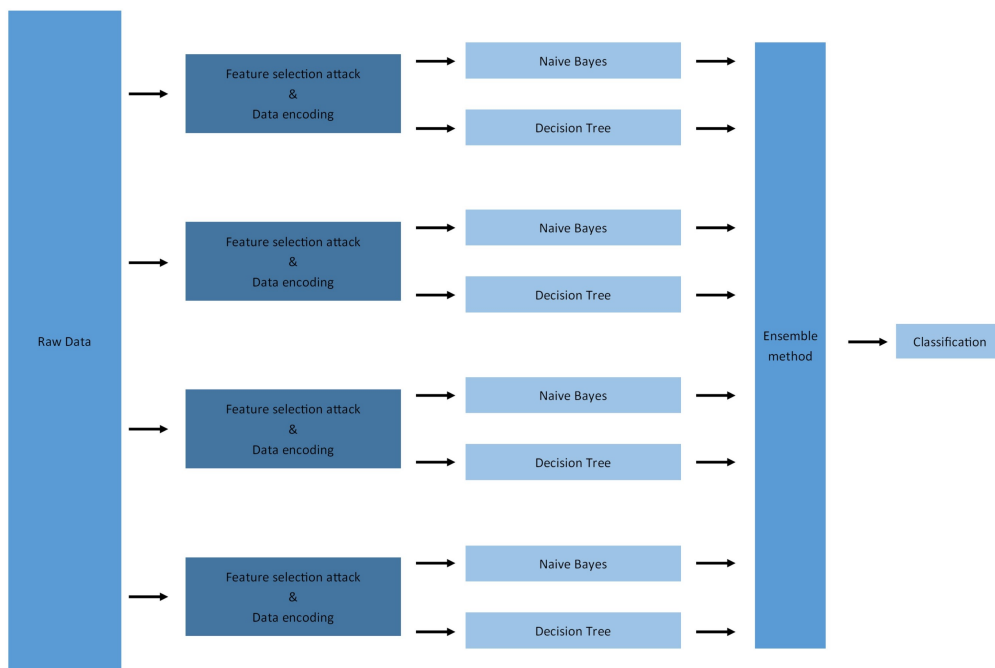 Raw Data
Feature selection attack
&
Data encoding
Naive Bayes
Decision Tree
Feature selection attack
&
Data encoding
Naive Bayes
Decision Tree
Feature selection attack
&
Data encoding
Naive Bayes
Decision Tree
Feature selection attack
&
Data encoding
Naive Bayes
Decision Tree
Ensemble
method
Classification